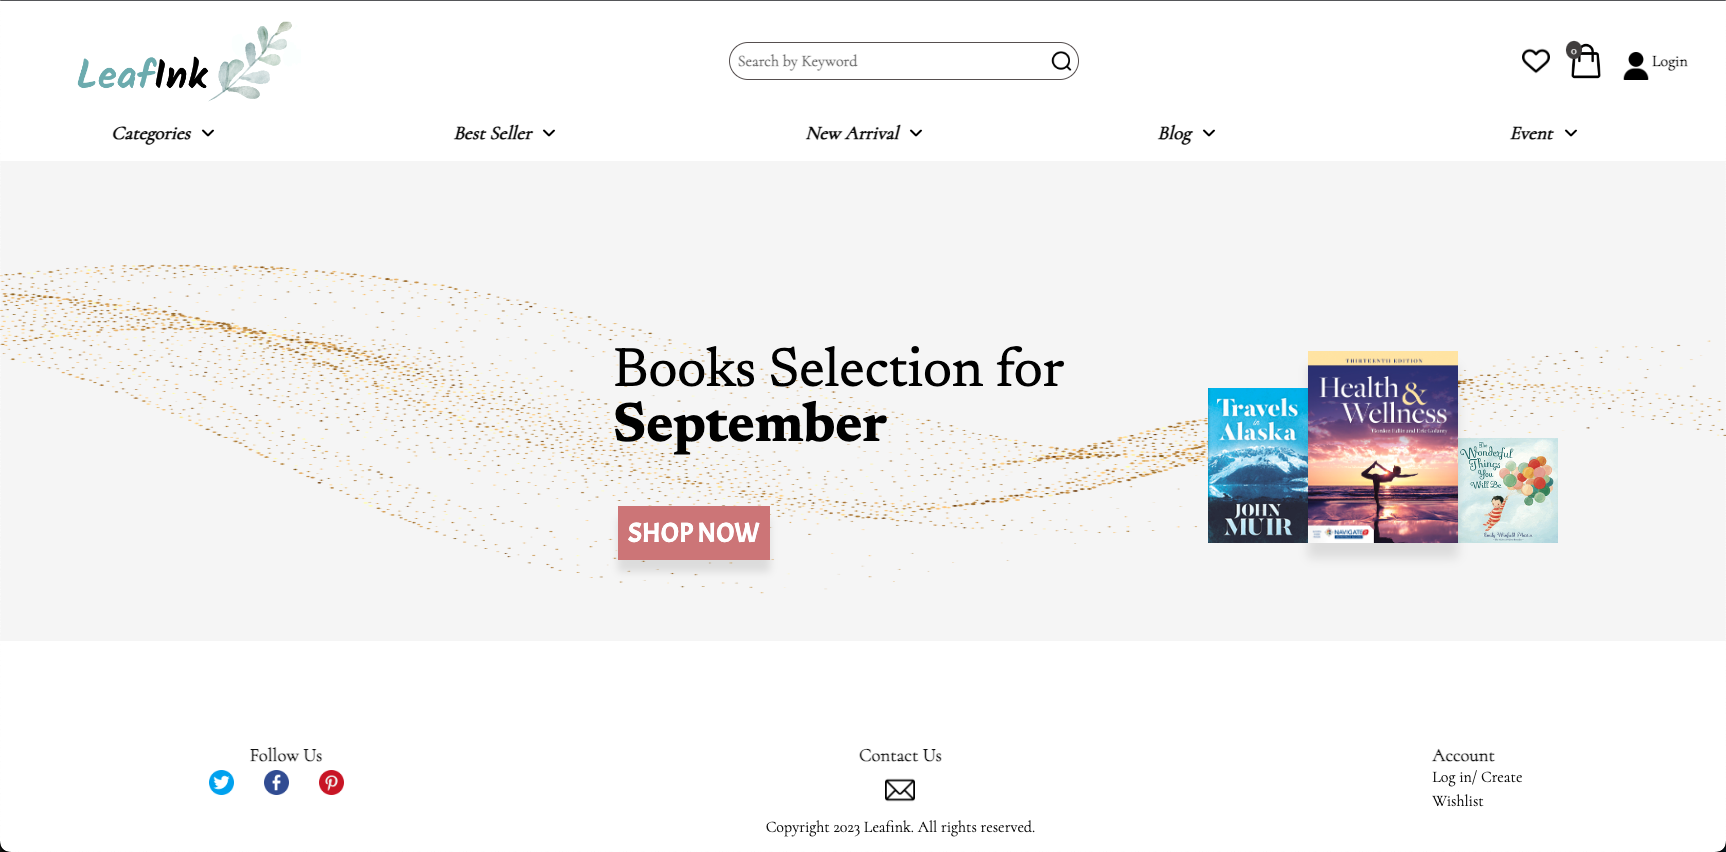 LeafInk
Search by Keyword
0
Login
Categories
Best Seller
New Arrival
Blog
Event
Books Selection for
September
SHOP NOW
THIRTEENTH EDITION
Health &
Wellness
Travels
in
Alaska
JOHN
MUIR
NAVIGATE
The
Wonderful
Things
You
Will Be
Follow Us
Contact Us
Account
Log in/ Create
Wishlist
Copyright 2023 Leafink. All rights reserved.